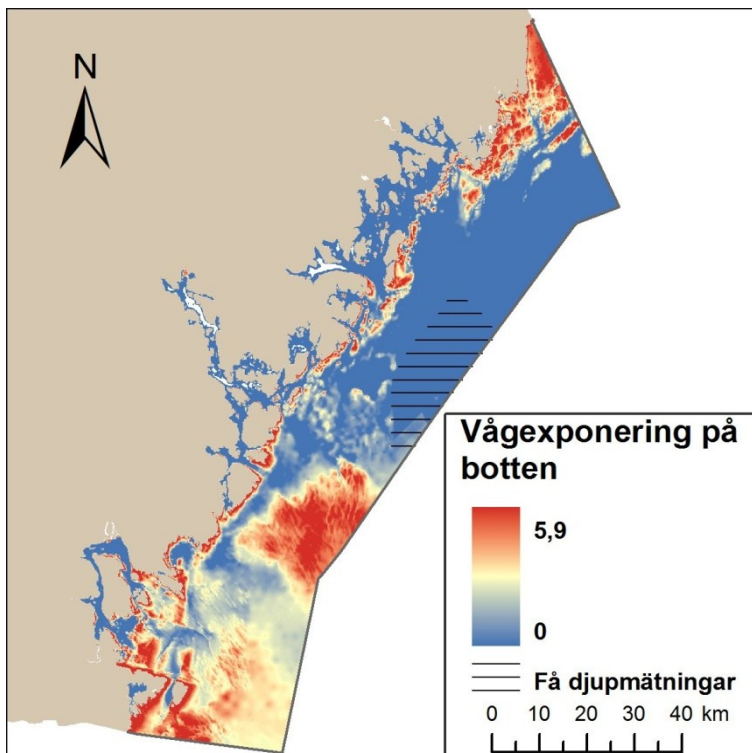 N
Vågexponering på
botten
5,9
0
Få djupmätningar
0 10 20 30 40 km